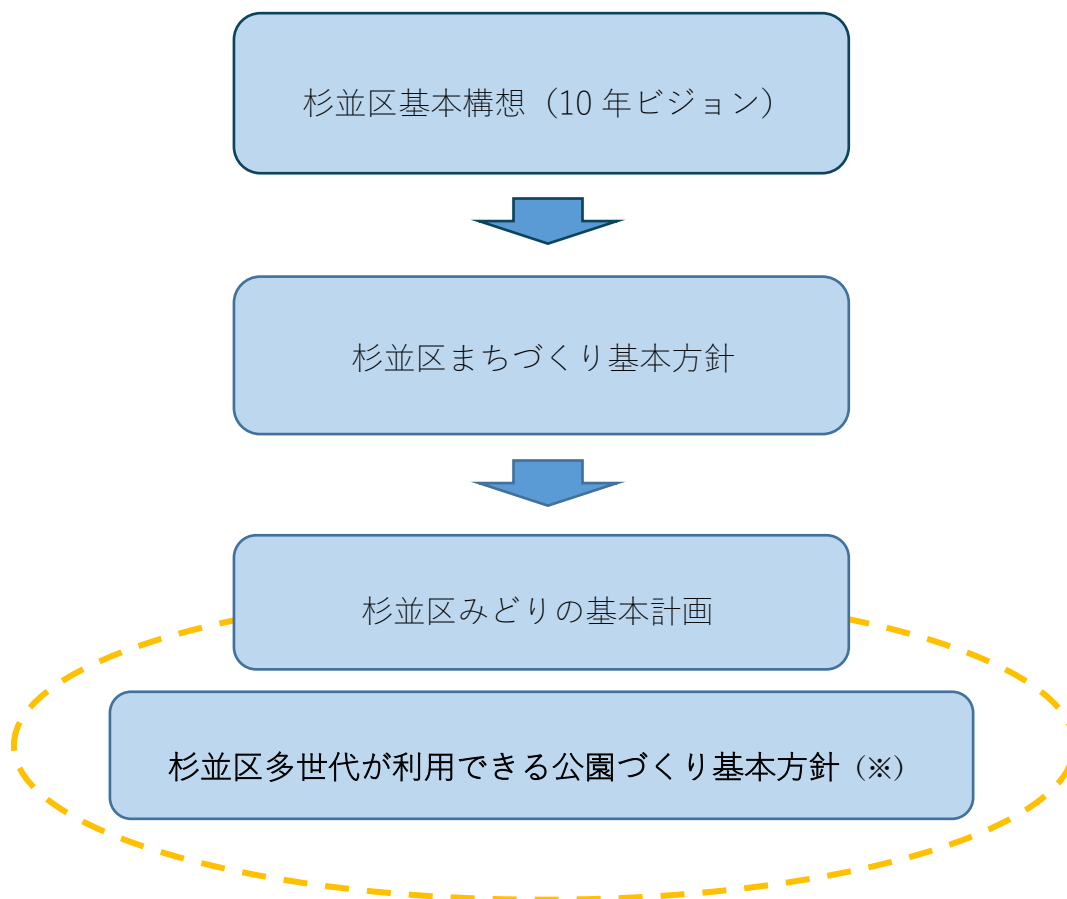 杉並区基本構想（10 年ビジョン）
杉並区まちづくり基本方針
杉並区みどりの基本計画
杉並区多世代が利用できる公園づくり基本方針（※）